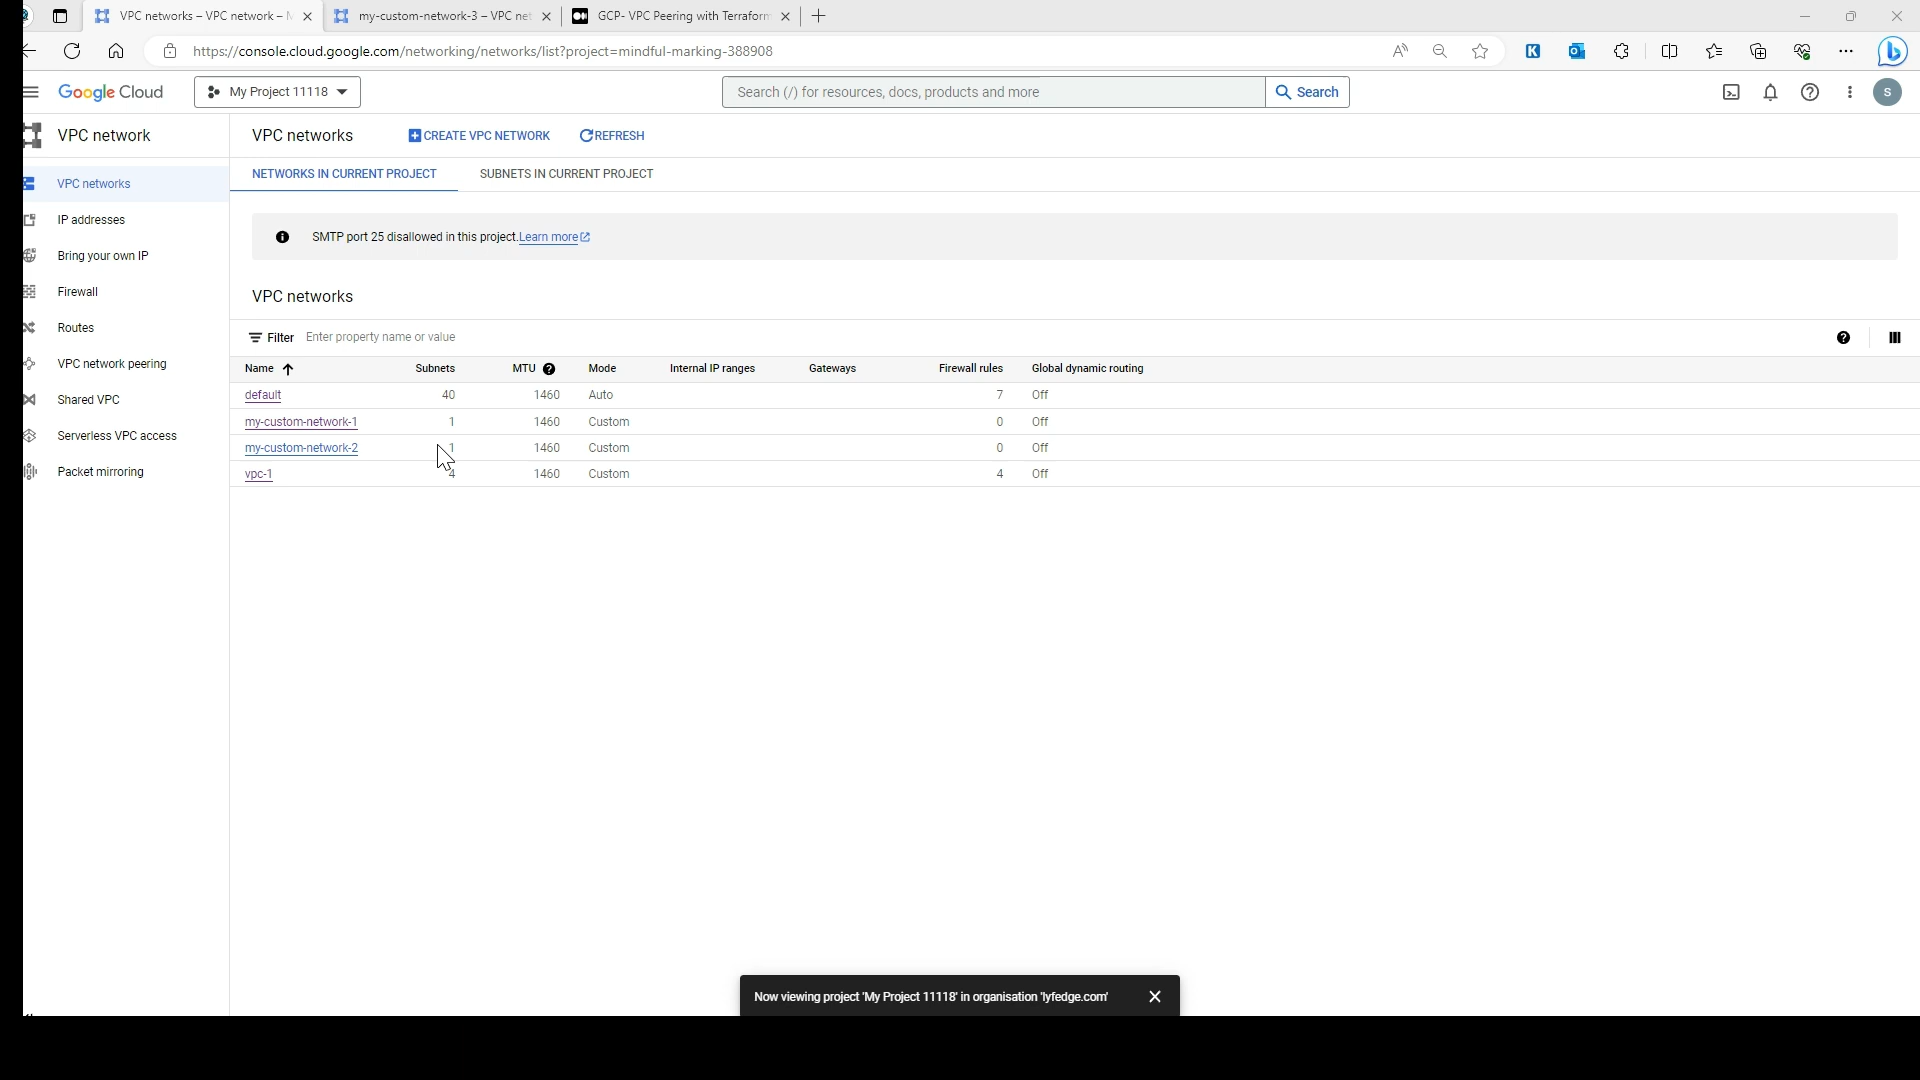 VPC networks – VPC network – M
my-custom-network-3 – VPC net
GCP- VPC Peering with Terraform
https://console.cloud.google.com/networking/networks/list?project=mindful-marking-388908
Google Cloud
My Project 11118
Search (/) for resources, docs, products and more
Search
S
VPC network
VPC networks
CREATE VPC NETWORK
REFRESH
VPC networks
IP addresses
Bring your own IP
Firewall
Routes
VPC network peering
Shared VPC
Serverless VPC access
Packet mirroring
NETWORKS IN CURRENT PROJECT
SUBNETS IN CURRENT PROJECT
SMTP port 25 disallowed in this project. Learn more
VPC networks
Filter Enter property name or value
Name Subnets MTU Mode Internal IP ranges Gateways Firewall rules Global dynamic routing
default 40 1460 Auto 7 Off
my-custom-network-1 1 1460 Custom 0 Off
my-custom-network-2 1 1460 Custom 0 Off
vpc-1 4 1460 Custom 4 Off
Now viewing project 'My Project 11118' in organisation 'lyfedge.com'